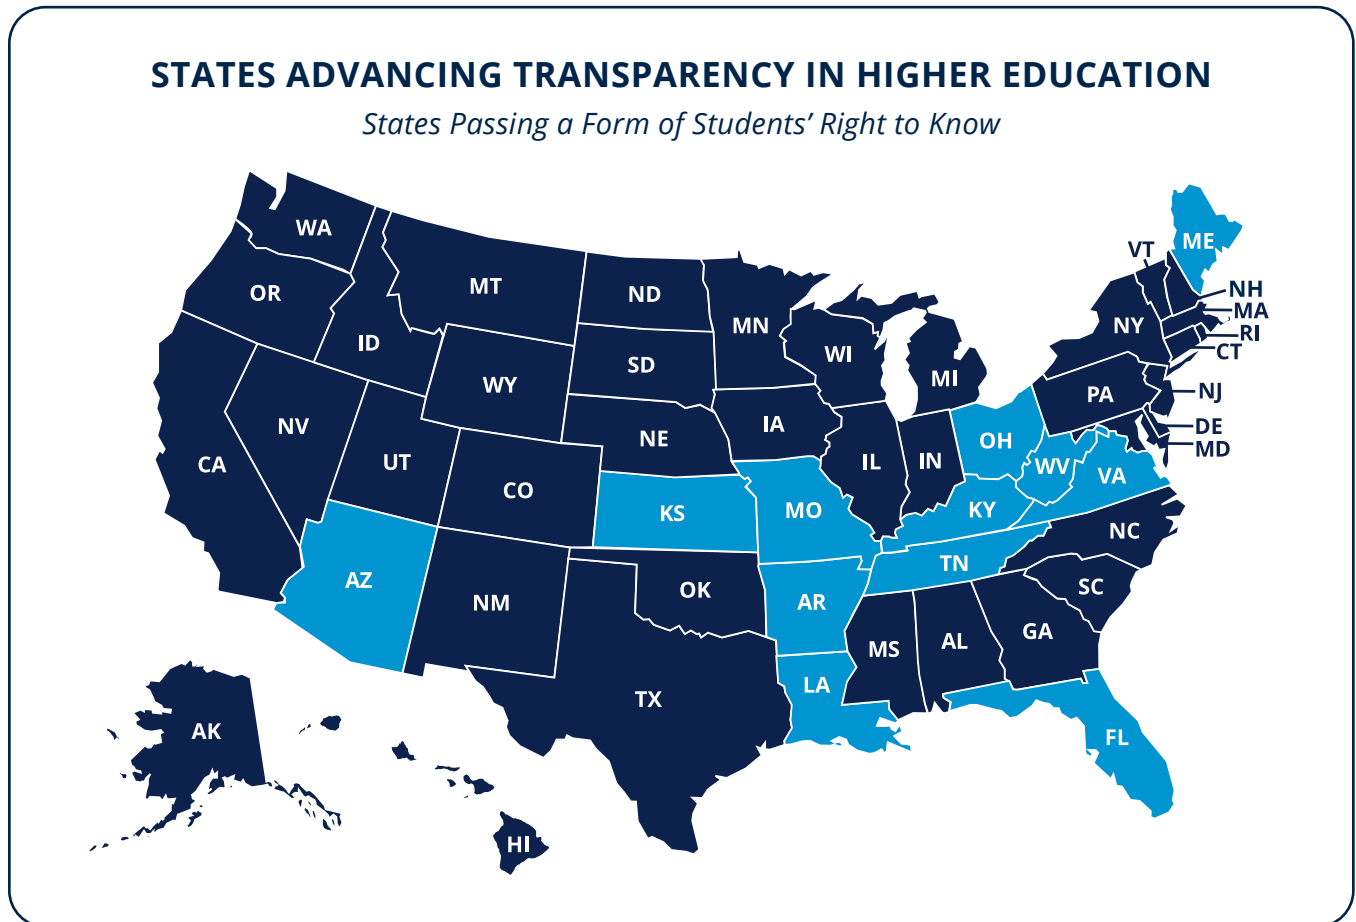 STATES ADVANCING TRANSPARENCY IN HIGHER EDUCATION
States Passing a Form of Students’ Right to Know
WA
OR
CA
NV
ID
MT
WY
UT
AZ
CO
NM
ND
SD
NE
KS
OK
TX
MN
IA
MO
AR
LA
WI
IL
MS
MI
IN
OH
KY
TN
AL
GA
FL
SC
NC
VA
WV
PA
NY
VT
ME
NH
MA
RI
CT
NJ
DE
MD
AK
HI